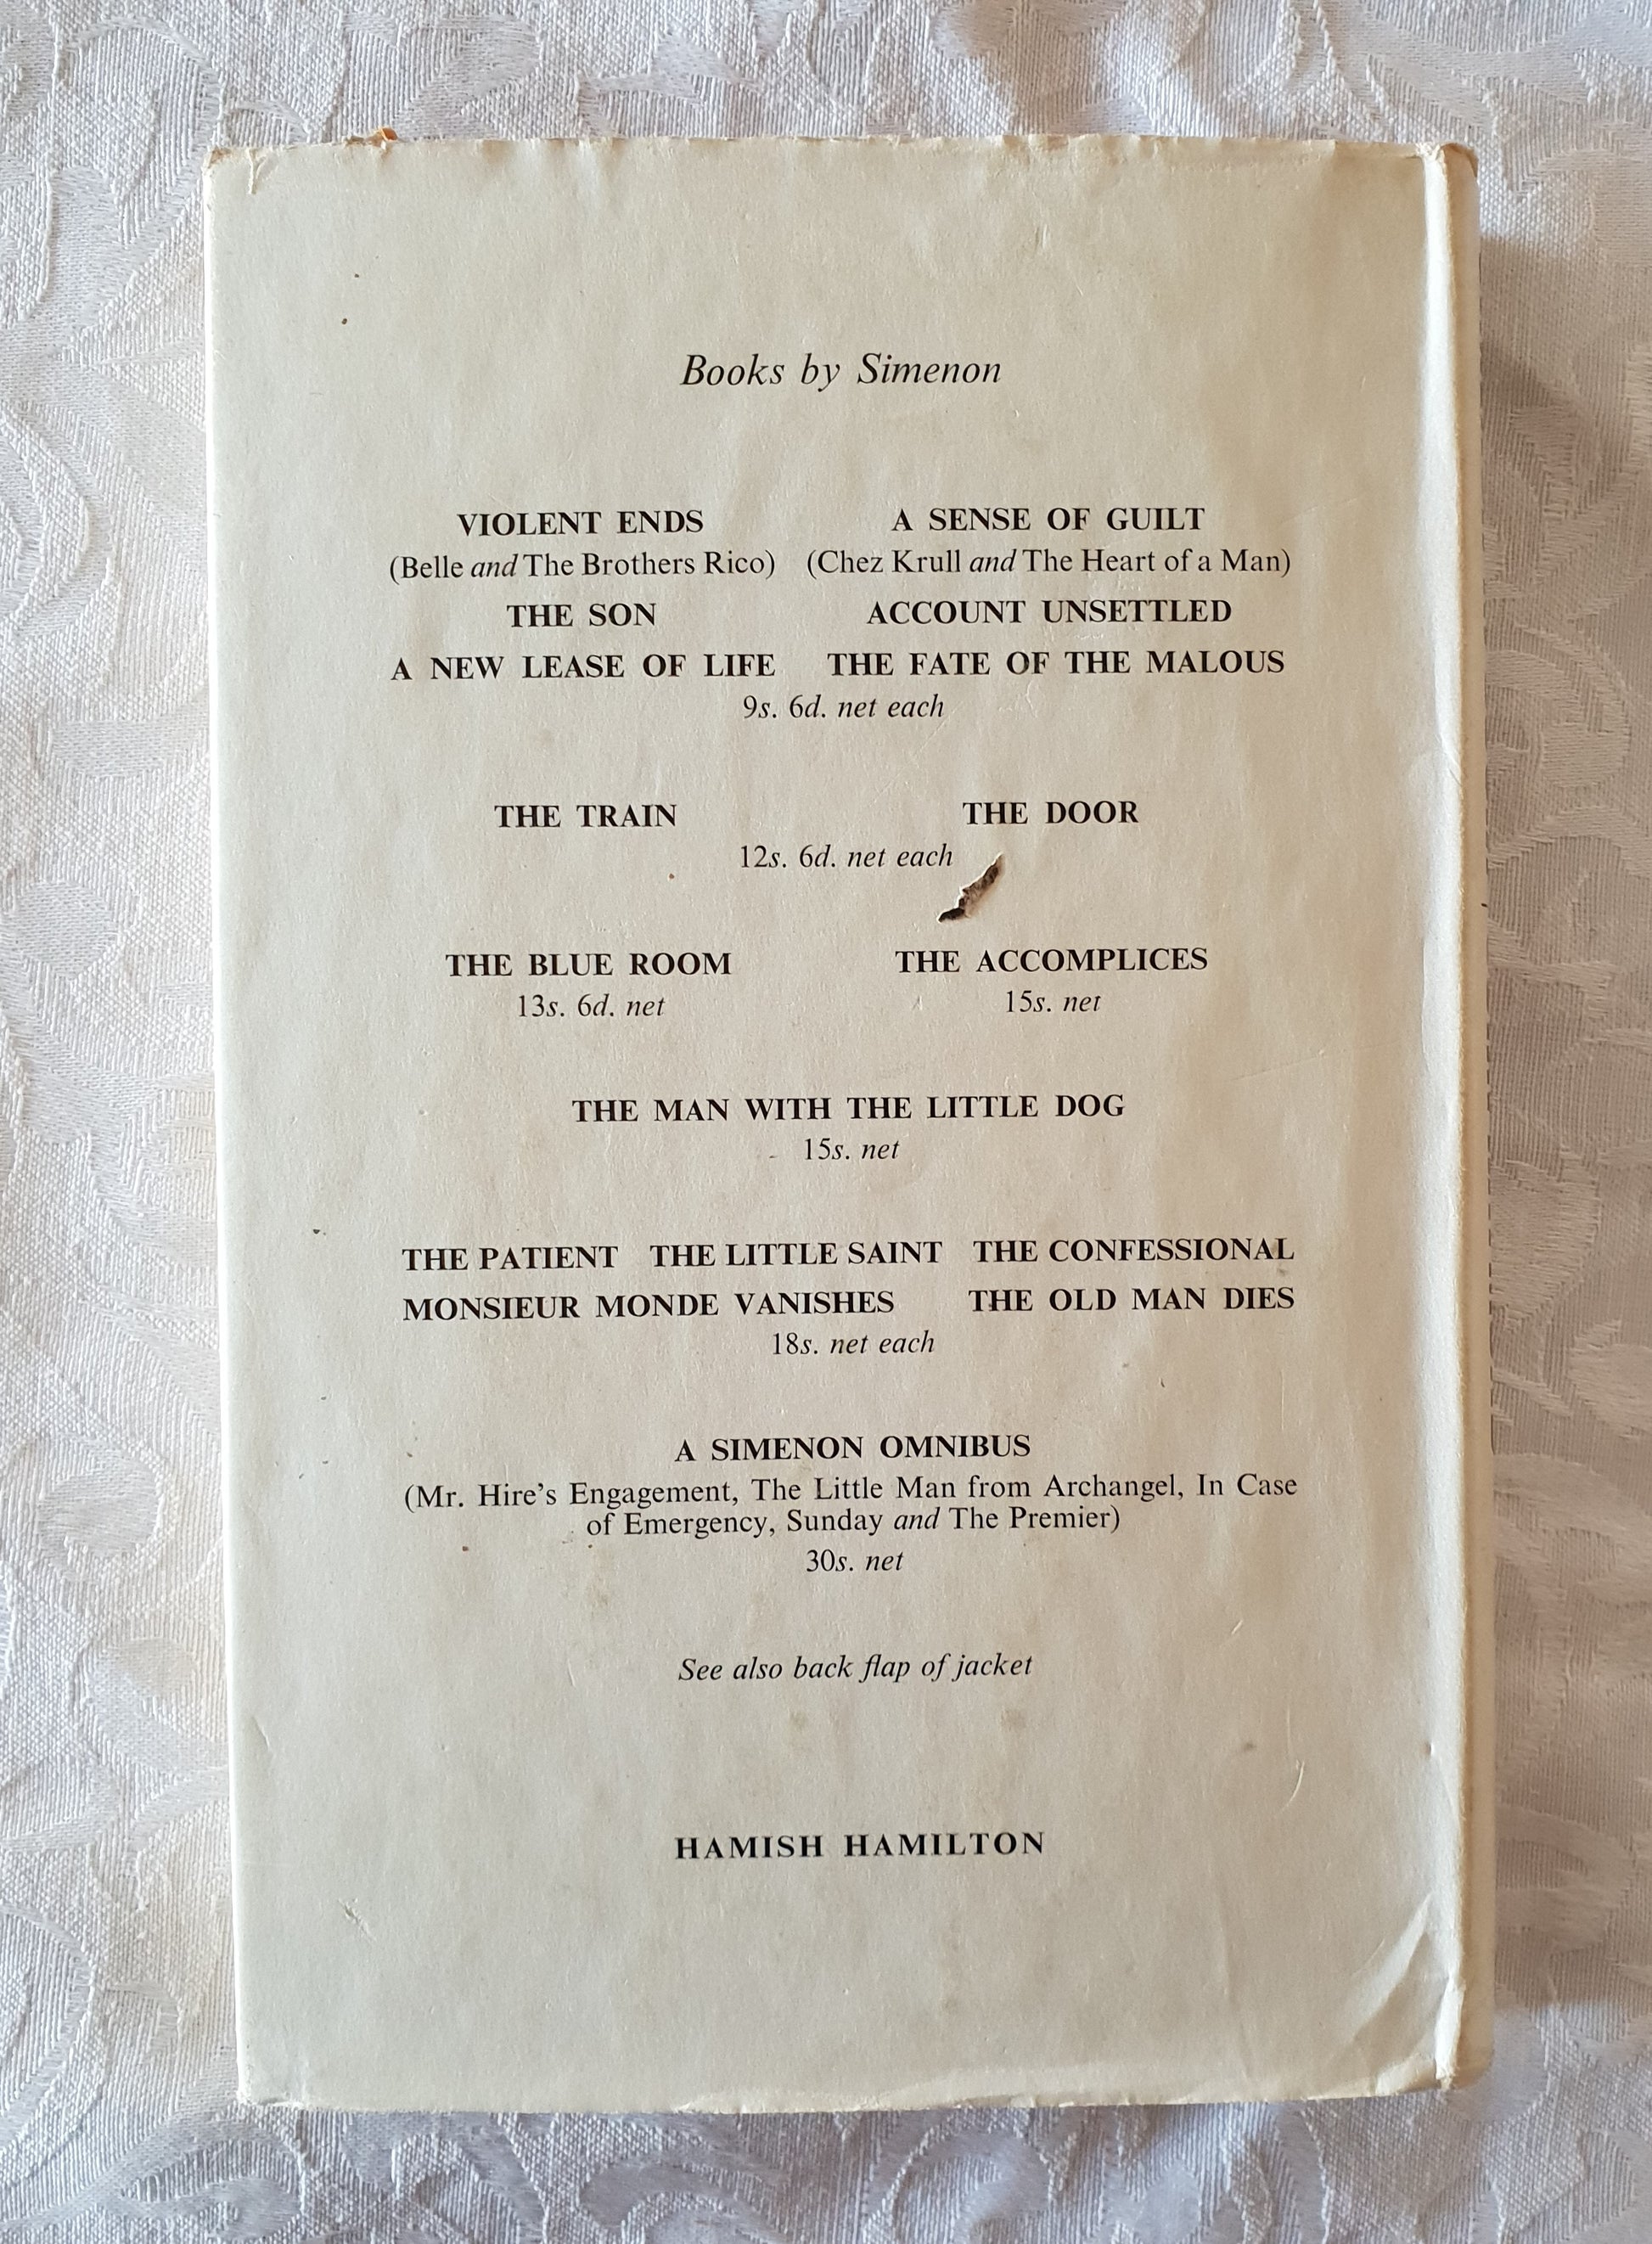 Books by Simenon
VIOLENT ENDS A SENSE OF GUILT
(Belle and The Brothers Rico) (Chez Krull and The Heart of a Man)
THE SON ACCOUNT UNSETTLED
A NEW LEASE OF LIFE THE FATE OF THE MALOUS
9s. 6d. net each
THE TRAIN THE DOOR
12s. 6d. net each
THE BLUE ROOM THE ACCOMPLICES
13s. 6d. net 15s. net
THE MAN WITH THE LITTLE DOG
15s. net
THE PATIENT THE LITTLE SAINT THE CONFESSIONAL
MONSIEUR MONDE VANISHES THE OLD MAN DIES
18s. net each
A SIMENON OMNIBUS
(Mr. Hire's Engagement, The Little Man from Archangel, In Case
of Emergency, Sunday and The Premier)
30s. net
See also back flap of jacket
HAMISH HAMILTON